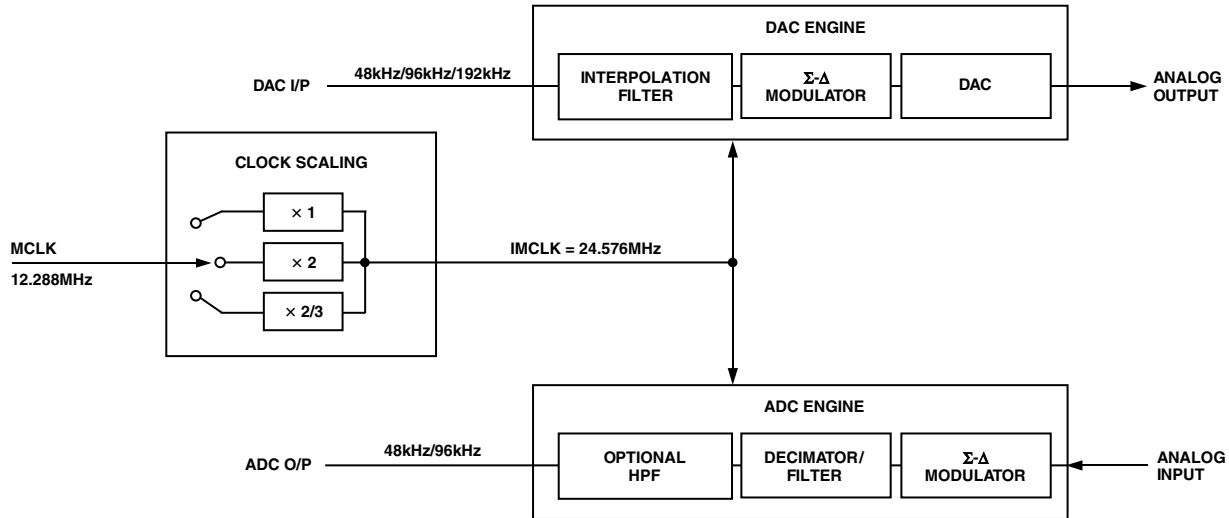 DAC ENGINE
48kHz/96kHz/192kHz
DAC I/P
INTERPOLATION
FILTER
Σ-Δ
MODULATOR
DAC
ANALOG
OUTPUT
CLOCK SCALING
× 1
MCLK
12.288MHz
× 2
IMCLK = 24.576MHz
× 2/3
ADC ENGINE
48kHz/96kHz
ADC O/P
OPTIONAL
HPF
DECIMATOR/
FILTER
Σ-Δ
MODULATOR
ANALOG
INPUT